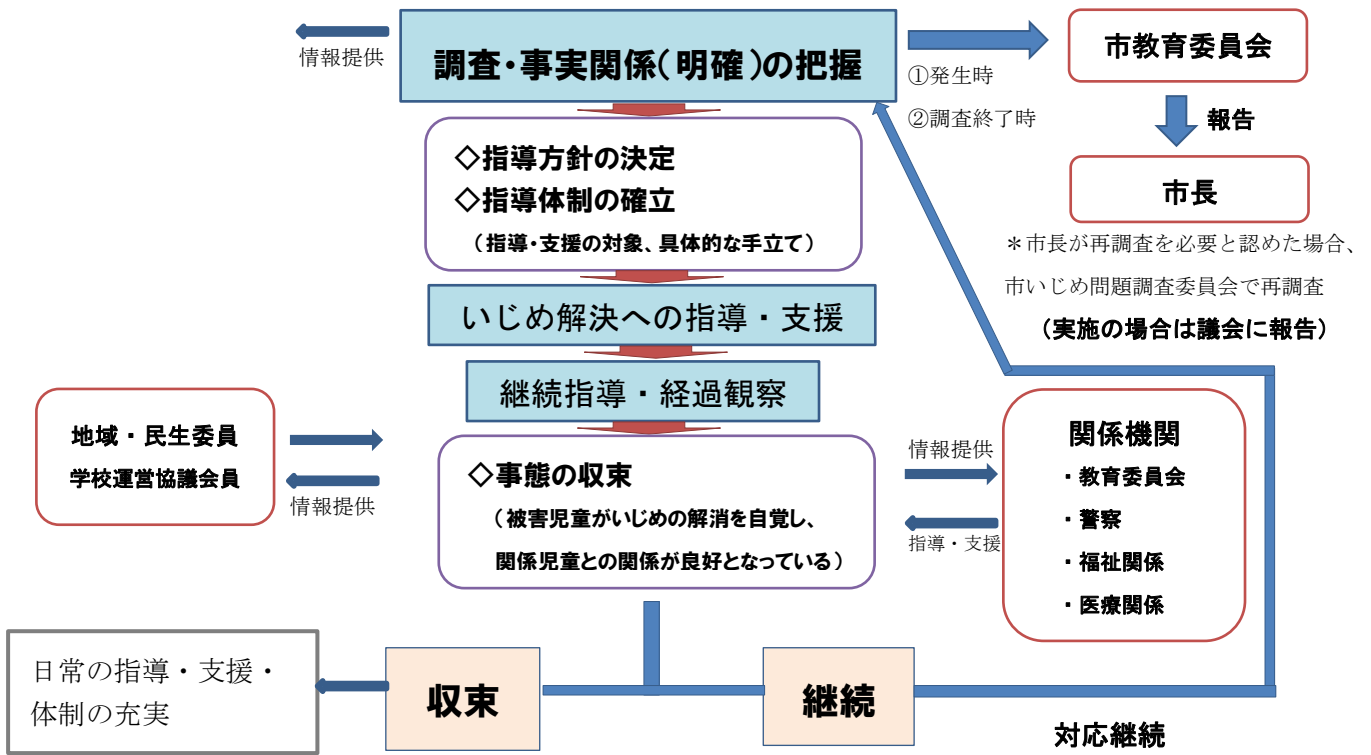 情報提供
調査・事実関係(明確)の把握
①発生時
②調査終了時
市教育委員会
報告
市長
＊市長が再調査を必要と認めた場合、
市いじめ問題調査委員会で再調査
(実施の場合は議会に報告)
◇指導方針の決定
◇指導体制の確立
(指導・支援の対象、具体的な手立て)
いじめ解決への指導・支援
継続指導・経過観察
地域・民生委員
学校運営協議会員
情報提供
◇事態の収束
(被害児童がいじめの解消を自覚し、
関係児童との関係が良好となっている)
情報提供
指導・支援
関係機関
・教育委員会
・警察
・福祉関係
・医療関係
日常の指導・支援・
体制の充実
収束
継続
対応継続